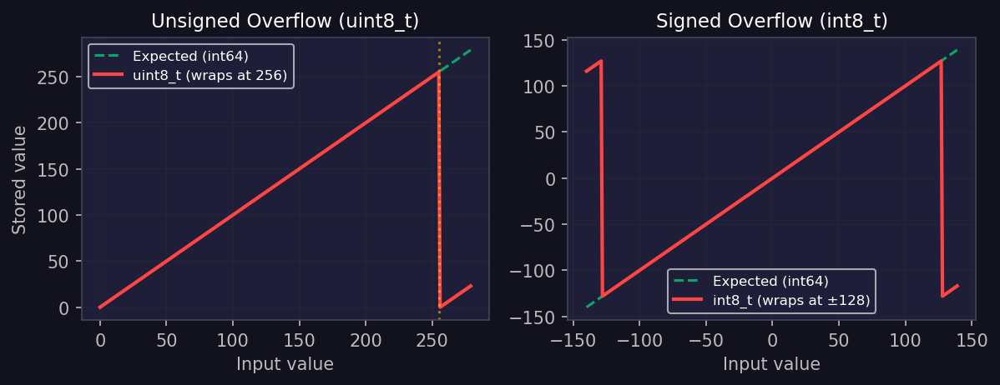 Unsigned Overflow (uint8_t)
Expected (int64)
uint8_t (wraps at 256)
Stored value
250
200
150
100
50
0
0 50 100 150 200 250
Input value
Signed Overflow (int8_t)
150
100
50
0
−50
−100
−150
Expected (int64)
int8_t (wraps at ±128)
−150 −100 −50 0 50 100 150
Input value